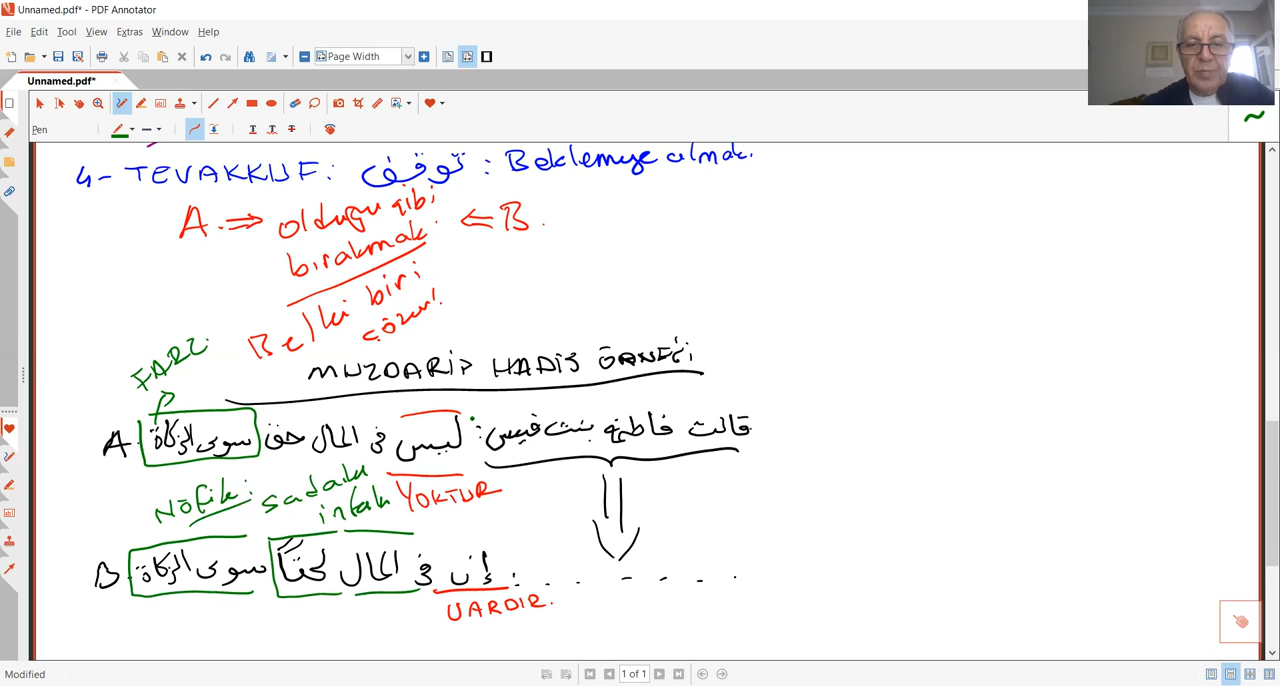 Unnamed.pdf* - PDF Annotator
File Edit Tool View Extras Window Help
Page Width
Unnamed.pdf*
Pen
4- TEVAKKUF: توقف : Beklemeye almak.
A. ⇒ olduğu gibi ⇐ B.
bırakmak
Belki biri
çözer!
FARZ
MUZDARİP HADİS ÖRNEĞİ
A. قالت فاطمة بنت قيس: ليس في المال حق سوى الزكاة
Nâfile: sadaka YOKTUR
infak
B. إن في المال لحقًا سوى الزكاة
VARDIR.
1 of 1
Modified